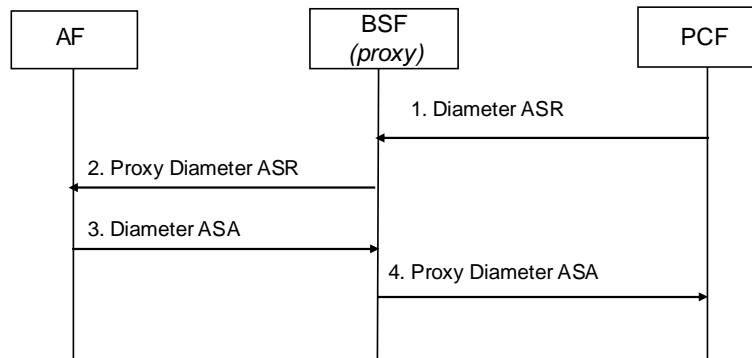 AF
BSF
(proxy)
PCF
1. Diameter ASR
2. Proxy Diameter ASR
3. Diameter ASA
4. Proxy Diameter ASA